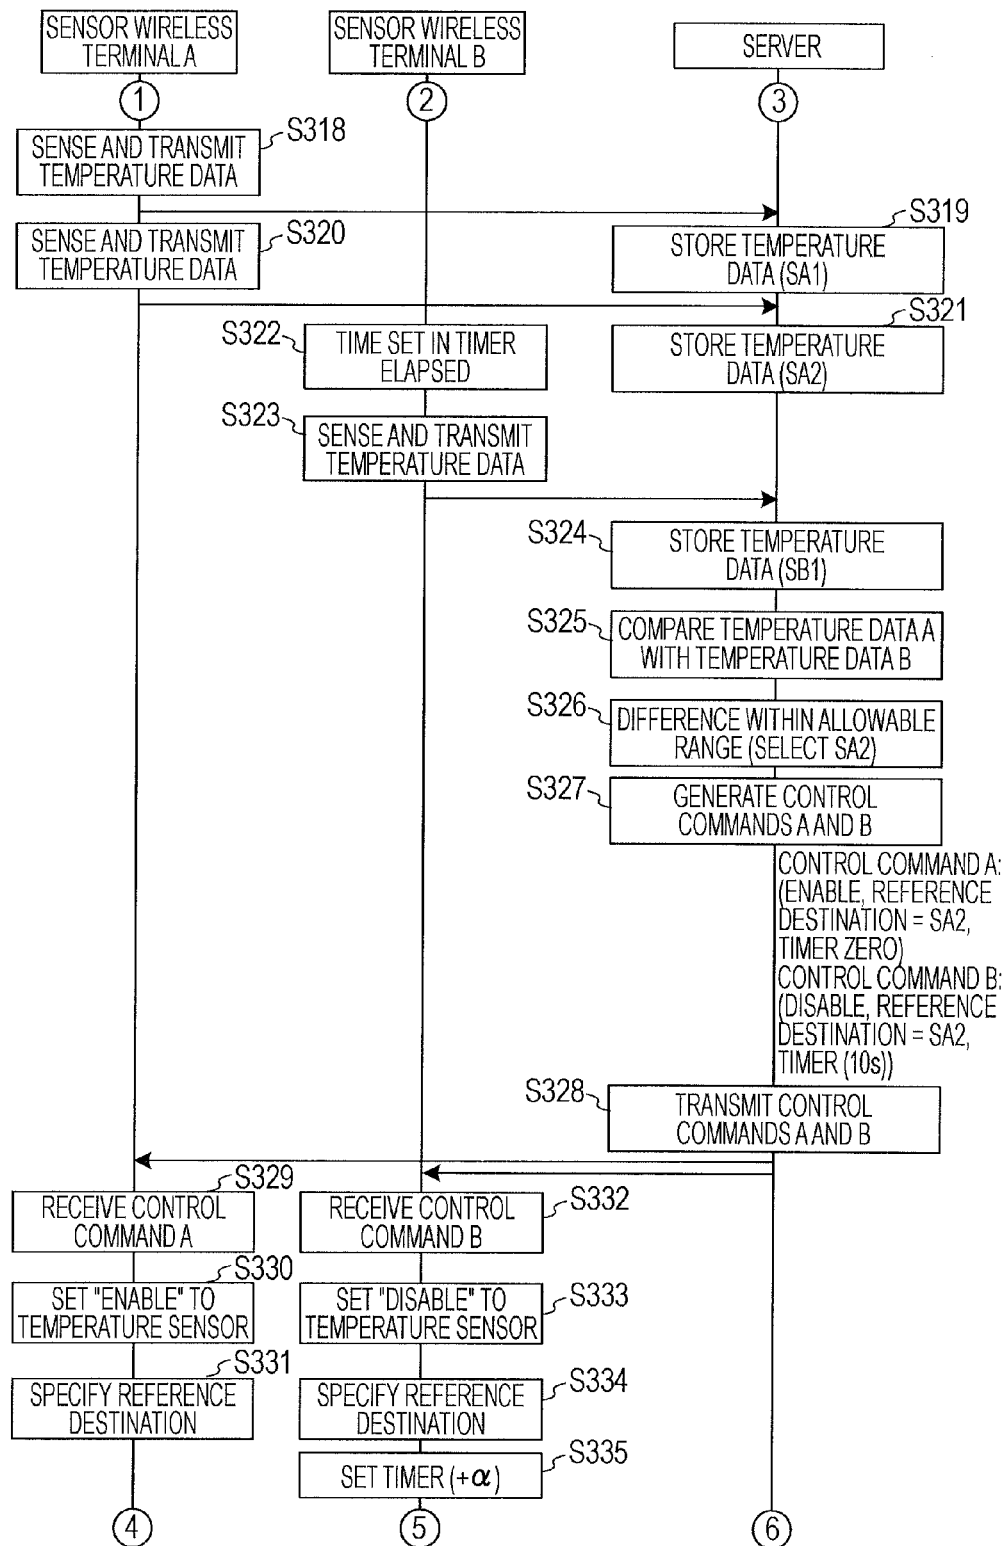 SENSOR WIRELESS
TERMINAL A
SENSOR WIRELESS
TERMINAL B
SERVER
1
2
3
S318
SENSE AND TRANSMIT
TEMPERATURE DATA
S319
STORE TEMPERATURE
DATA (SA1)
S320
SENSE AND TRANSMIT
TEMPERATURE DATA
S321
STORE TEMPERATURE
DATA (SA2)
S322
TIME SET IN TIMER
ELAPSED
S323
SENSE AND TRANSMIT
TEMPERATURE DATA
S324
STORE TEMPERATURE
DATA (SB1)
S325
COMPARE TEMPERATURE DATA A
WITH TEMPERATURE DATA B
S326
DIFFERENCE WITHIN ALLOWABLE
RANGE (SELECT SA2)
S327
GENERATE CONTROL
COMMANDS A AND B
CONTROL COMMAND A:
(ENABLE, REFERENCE
DESTINATION = SA2,
TIMER ZERO)
CONTROL COMMAND B:
(DISABLE, REFERENCE
DESTINATION = SA2,
TIMER (10s))
S328
TRANSMIT CONTROL
COMMANDS A AND B
S329
RECEIVE CONTROL
COMMAND A
S332
RECEIVE CONTROL
COMMAND B
S330
SET "ENABLE" TO
TEMPERATURE SENSOR
S333
SET "DISABLE" TO
TEMPERATURE SENSOR
S331
SPECIFY REFERENCE
DESTINATION
S334
SPECIFY REFERENCE
DESTINATION
S335
SET TIMER (+α)
4
5
6